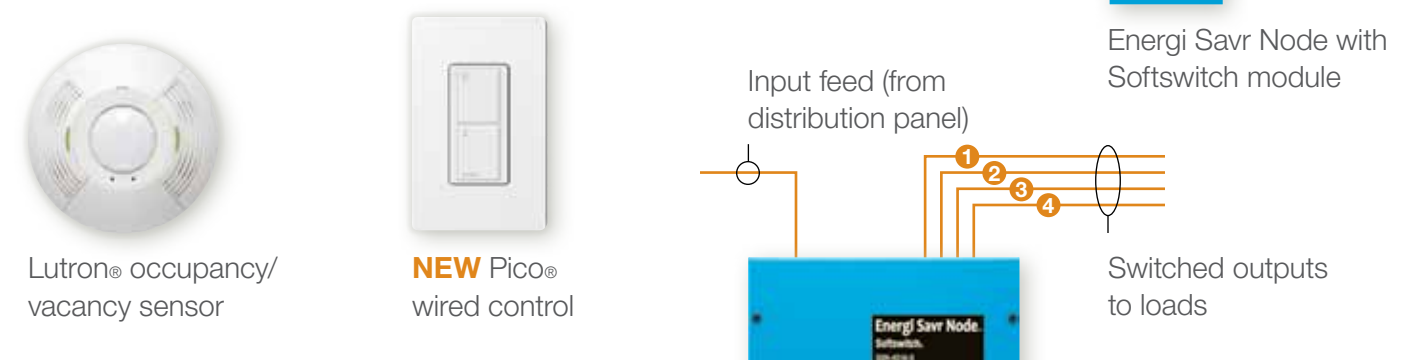 Lutron® occupancy/
vacancy sensor
NEW Pico®
wired control
Input feed (from
distribution panel)
1
2
3
4
Energi Savr Node with
Softswitch module
Switched outputs
to loads
Energi Savr Node™
Softswitch®